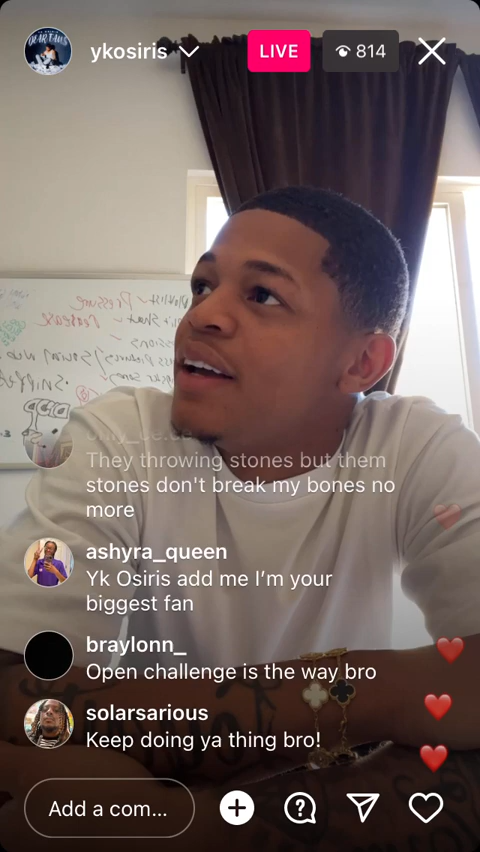 ykosiris
LIVE
814
They throwing stones but them
stones don't break my bones no
more
ashyra_queen
Yk Osiris add me I’m your
biggest fan
braylonn_
Open challenge is the way bro
solarsarious
Keep doing ya thing bro!
Add a com...
Pressure